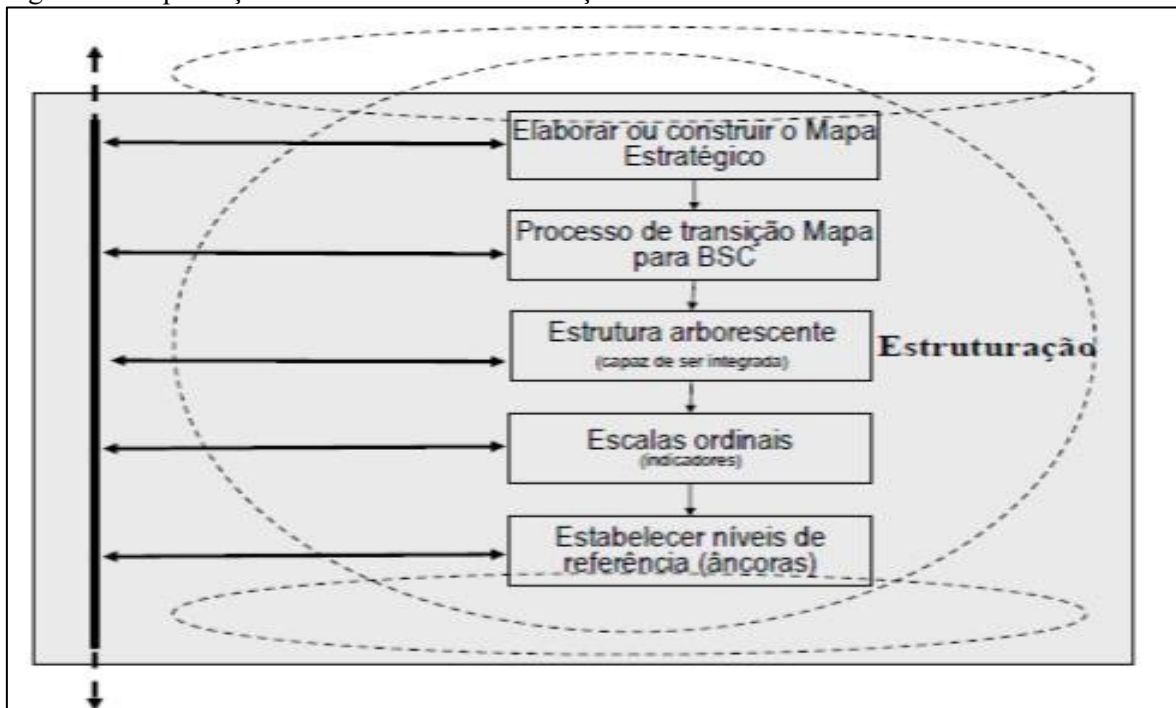 Elaborar ou construir o Mapa
Estratégico
Processo de transição Mapa
para BSC
Estrutura arborescente
(capaz de ser integrada)
Estruturação
Escalas ordinais
(indicadores)
Estabelecer níveis de
referência (âncoras)